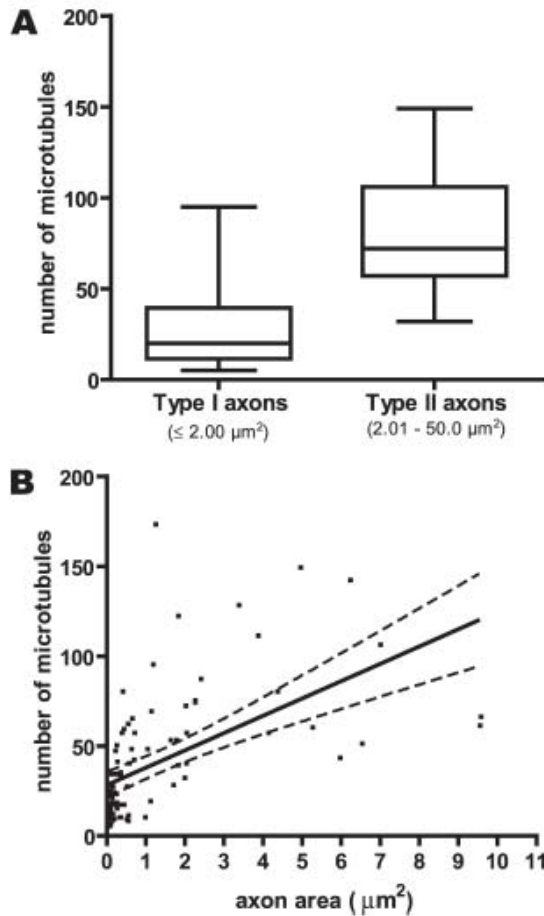 A
200
150
100
50
0
number of microtubules
Type I axons
(≤ 2.00 μm²)
Type II axons
(2.01 - 50.0 μm²)
B
200
150
100
50
0
number of microtubules
0 1 2 3 4 5 6 7 8 9 10 11
axon area (μm²)